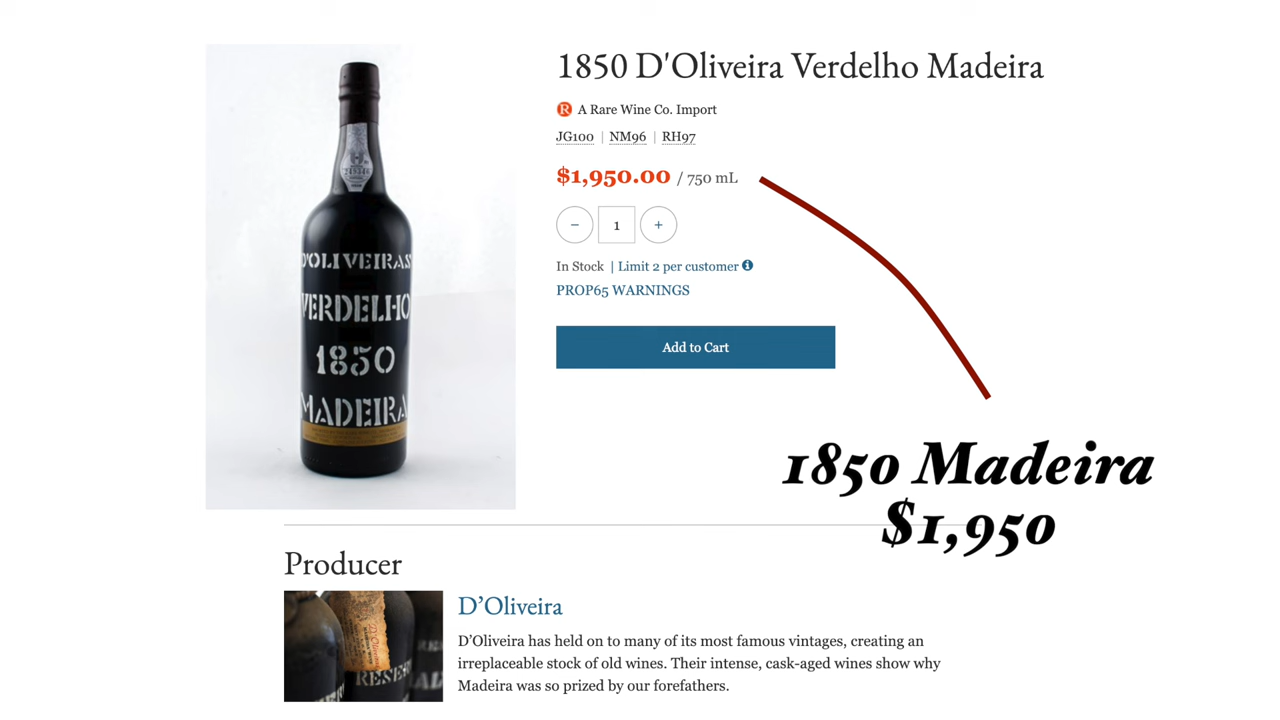 1850 D'Oliveira Verdelho Madeira
A Rare Wine Co. Import
JG100 | NM96 | RH97
$1,950.00 / 750 mL
− 1 +
In Stock | Limit 2 per customer
PROP65 WARNINGS
Add to Cart
D'OLIVEIRAS
VERDELHO
1850
MADEIRA
1850 Madeira
$1,950
Producer
D’Oliveira
D’Oliveira has held on to many of its most famous vintages, creating an
irreplaceable stock of old wines. Their intense, cask-aged wines show why
Madeira was so prized by our forefathers.